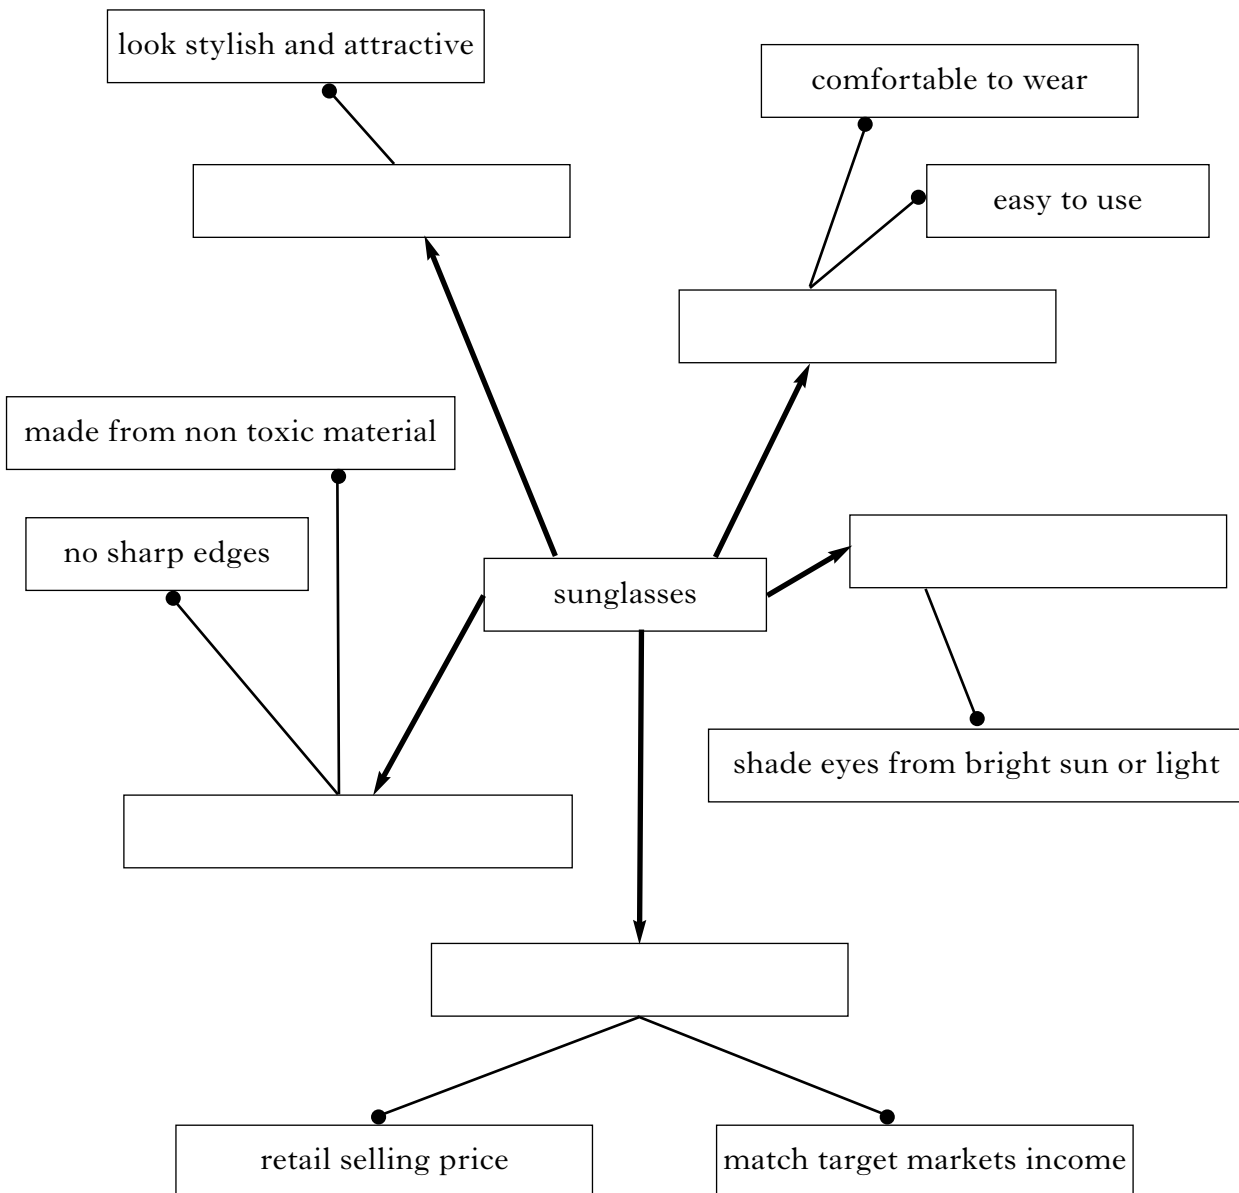 look stylish and attractive
comfortable to wear
easy to use
made from non toxic material
no sharp edges
sunglasses
shade eyes from bright sun or light
retail selling price
match target markets income